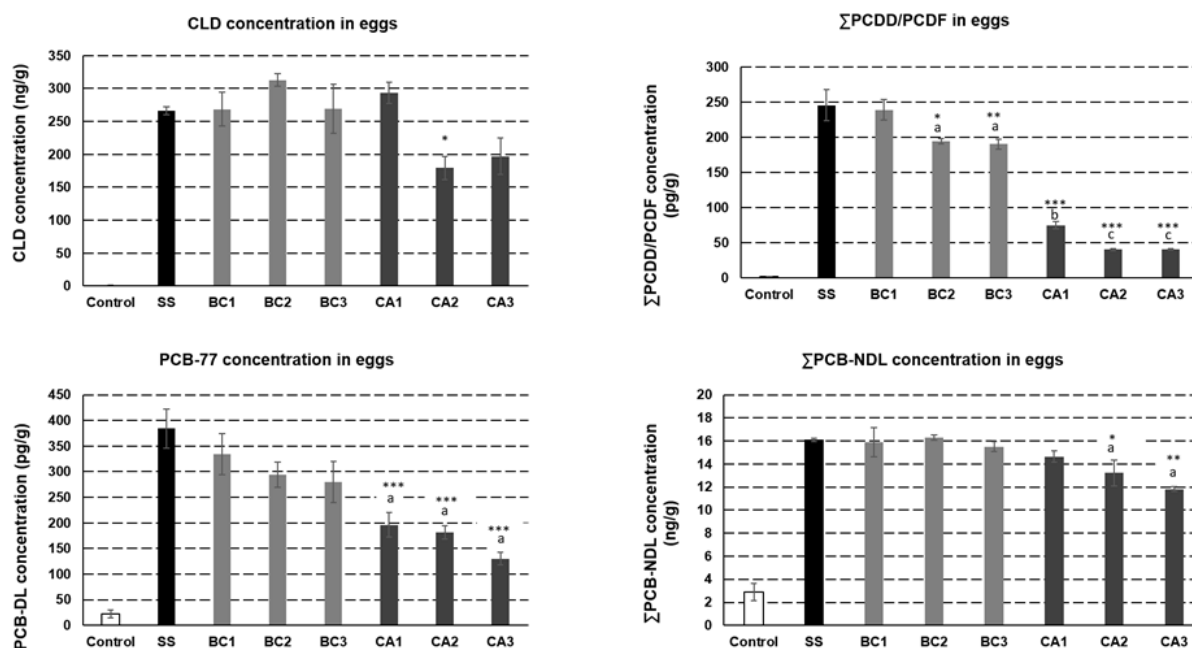 CLD concentration in eggs
CLD concentration (ng/g)
350
300
250
200
150
100
50
0
*
Control SS BC1 BC2 BC3 CA1 CA2 CA3
∑PCDD/PCDF in eggs
∑PCDD/PCDF concentration
(pg/g)
300
250
200
150
100
50
0
*
a
**
a
***
b
***
c
***
c
Control SS BC1 BC2 BC3 CA1 CA2 CA3
PCB-77 concentration in eggs
PCB-DL concentration (pg/g)
450
400
350
300
250
200
150
100
50
0
***
a
***
a
***
a
Control SS BC1 BC2 BC3 CA1 CA2 CA3
∑PCB-NDL concentration in eggs
∑PCB-NDL concentration
(ng/g)
20
18
16
14
12
10
8
6
4
2
0
*
a
**
a
Control SS BC1 BC2 BC3 CA1 CA2 CA3